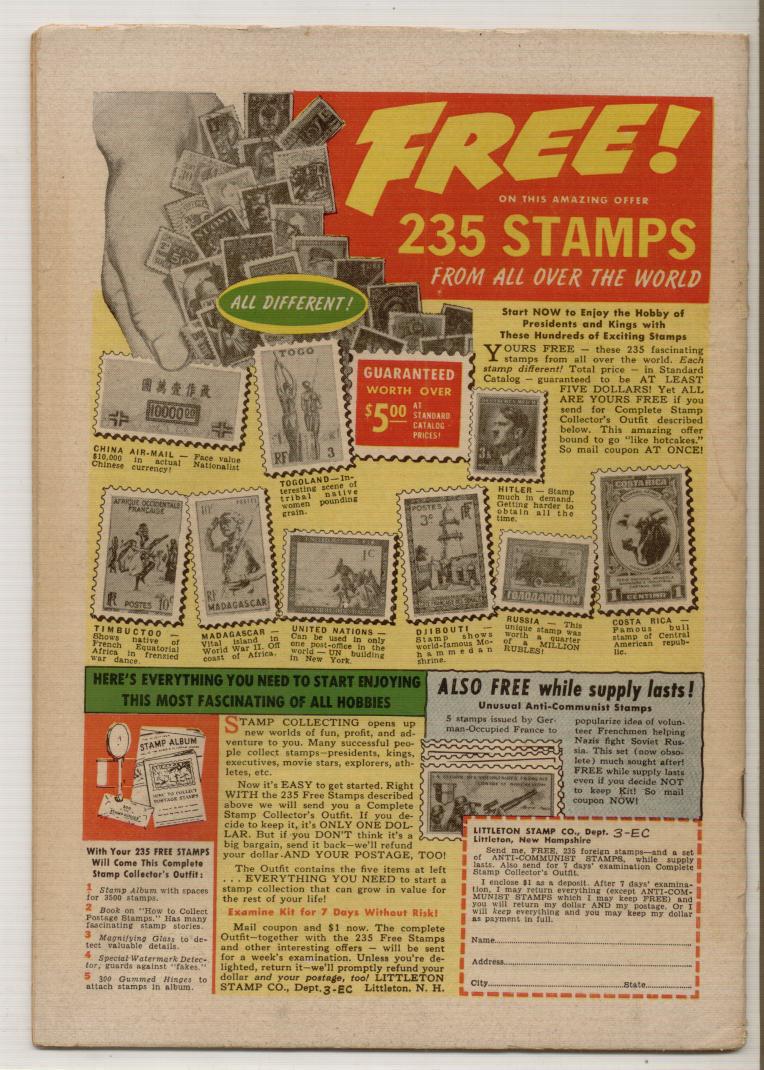 FREE!
ON THIS AMAZING OFFER
235 STAMPS
FROM ALL OVER THE WORLD
ALL DIFFERENT!
Start NOW to Enjoy the Hobby of
Presidents and Kings with
These Hundreds of Exciting Stamps
YOURS FREE — these 235 fascinating
stamps from all over the world. Each
stamp different! Total price — in Standard
Catalog — guaranteed to be AT LEAST
FIVE DOLLARS! Yet ALL
ARE YOURS FREE if you
send for Complete Stamp
Collector's Outfit described
below. This amazing offer
bound to go "like hotcakes."
So mail coupon AT ONCE!
GUARANTEED
WORTH OVER
$5.00 AT
STANDARD
CATALOG
PRICES!
10000.00
CHINA AIR-MAIL — Face value
$10,000 in actual Nationalist
Chinese currency!
TOGO
RF 3
TOGOLAND — In-
teresting scene of
tribal native
women pounding
grain.
HITLER — Stamp
much in demand.
Getting harder to
obtain all the
time.
AFRIQUE OCCIDENTALE
FRANÇAISE
POSTES 10c
TIMBUCTOO —
Shows native of
French Equatorial
Africa in frenzied
war dance.
POSTES
RF
MADAGASCAR
MADAGASCAR —
Vital island in
World War II. Off
coast of Africa.
1c
UNITED NATIONS —
Can be used in only
one post-office in the
world — UN building
in New York.
POSTES
3c
DJIBOUTI —
Stamp shows
world-famous Mo-
hammedan
shrine.
RUSSIA — This
unique stamp was
worth a quarter
of a MILLION
RUBLES!
COSTA RICA
1 CENTIMO 1
COSTA RICA —
Famous bull
stamp of Central
American repub-
lic.
HERE'S EVERYTHING YOU NEED TO START ENJOYING
THIS MOST FASCINATING OF ALL HOBBIES
STAMP ALBUM
HOW TO COLLECT
POSTAGE STAMPS
With Your 235 FREE STAMPS
Will Come This Complete
Stamp Collector's Outfit:
1 Stamp Album with spaces
for 3500 stamps.
2 Book on "How to Collect
Postage Stamps." Has many
fascinating stamp stories.
3 Magnifying Glass to de-
tect valuable details.
4 Special Watermark Detec-
tor, guards against "fakes."
5 300 Gummed Hinges to
attach stamps in album.
STAMP COLLECTING opens up
new worlds of fun, profit, and ad-
venture to you. Many successful peo-
ple collect stamps—presidents, kings,
executives, movie stars, explorers, ath-
letes, etc.
Now it's EASY to get started. Right
WITH the 235 Free Stamps described
above we will send you a Complete
Stamp Collector's Outfit. If you de-
cide to keep it, it's ONLY ONE DOL-
LAR. But if you DON'T think it's a
big bargain, send it back—we'll refund
your dollar AND YOUR POSTAGE, TOO!
The Outfit contains the five items at left
. . . EVERYTHING YOU NEED to start a
stamp collection that can grow in value for
the rest of your life!
Examine Kit for 7 Days Without Risk!
Mail coupon and $1 now. The complete
Outfit—together with the 235 Free Stamps
and other interesting offers — will be sent
for a week's examination. Unless you're de-
lighted, return it—we'll promptly refund your
dollar and your postage, too! LITTLETON
STAMP CO., Dept. 3-EC Littleton. N. H.
ALSO FREE while supply lasts!
Unusual Anti-Communist Stamps
5 stamps issued by Ger-
man-Occupied France to
popularize idea of volun-
teer Frenchmen helping
Nazis fight Soviet Rus-
sia. This set (now obso-
lete) much sought after!
FREE while supply lasts
even if you decide NOT
to keep Kit! So mail
coupon NOW!
LITTLETON STAMP CO., Dept. 3-EC
Littleton, New Hampshire
Send me, FREE, 235 foreign stamps—and a set
of ANTI-COMMUNIST STAMPS, while supply
lasts. Also send for 7 days' examination Complete
Stamp Collector's Outfit.
I enclose $1 as a deposit. After 7 days' examina-
tion, I may return everything (except ANTI-COM-
MUNIST STAMPS which I may keep FREE) and
you will return my dollar AND my postage. Or I
will keep everything and you may keep my dollar
as payment in full.
Name
Address
City State